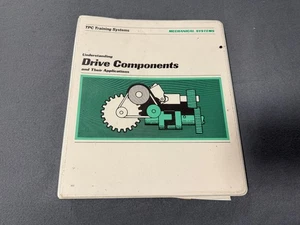 TPC Training Systems
MECHANICAL SYSTEMS
Understanding
Drive Components
and Their Applications